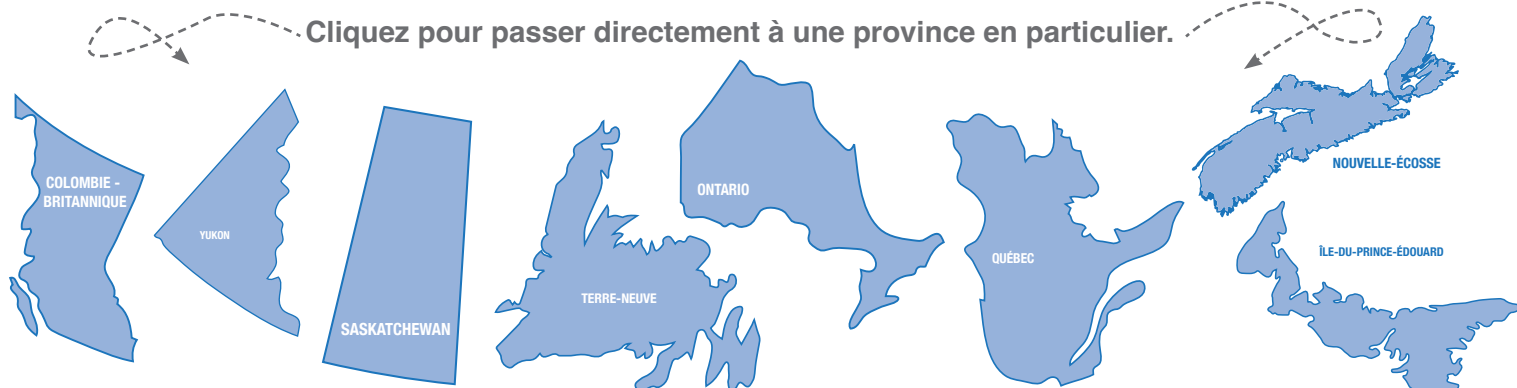 Cliquez pour passer directement à une province en particulier.
COLOMBIE -
BRITANNIQUE
YUKON
SASKATCHEWAN
TERRE-NEUVE
ONTARIO
QUÉBEC
NOUVELLE-ÉCOSSE
ÎLE-DU-PRINCE-ÉDOUARD